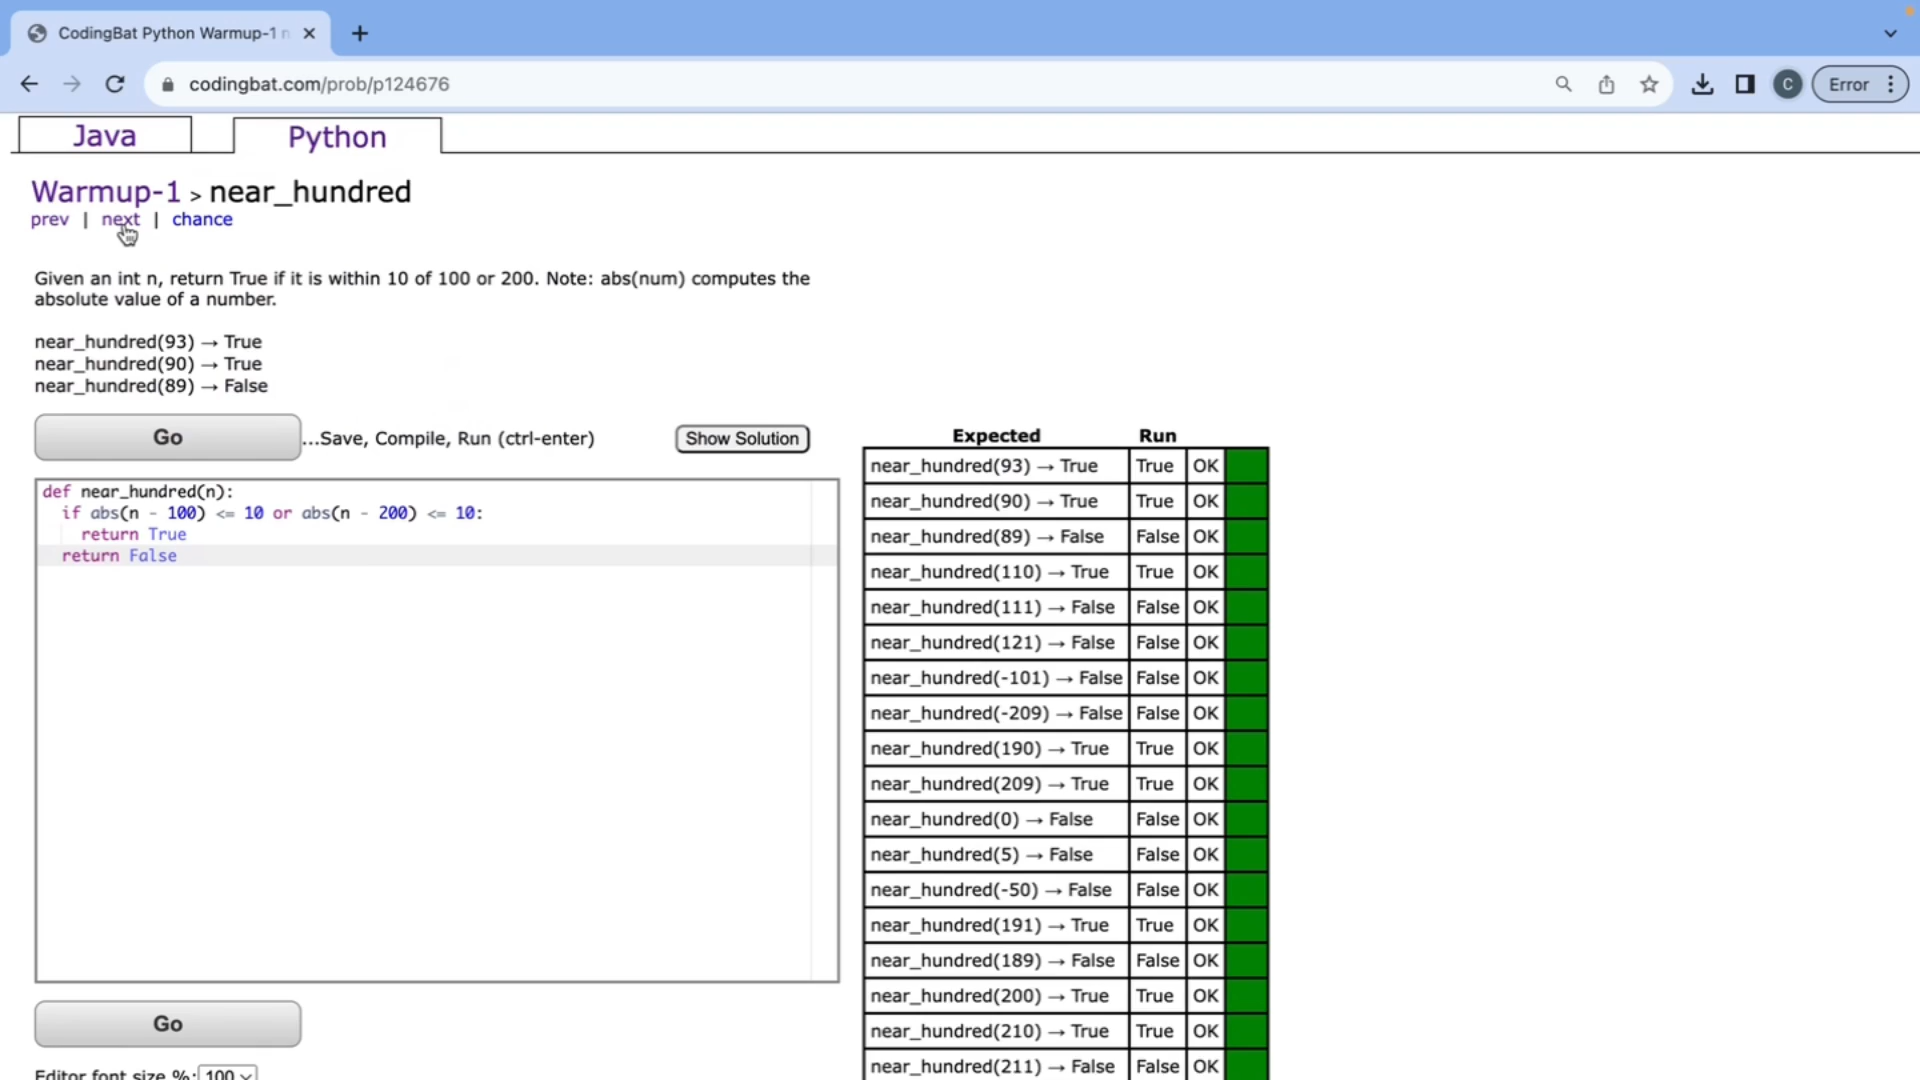 CodingBat Python Warmup-1 n
codingbat.com/prob/p124676
C
Error
Java
Python
Warmup-1 > near_hundred
prev | next | chance
Given an int n, return True if it is within 10 of 100 or 200. Note: abs(num) computes the
absolute value of a number.
near_hundred(93) → True
near_hundred(90) → True
near_hundred(89) → False
Go
...Save, Compile, Run (ctrl-enter)
Show Solution
def near_hundred(n):
if abs(n - 100) <= 10 or abs(n - 200) <= 10:
return True
return False
Go
Editor font size %: 100
Expected Run
near_hundred(93) → True True OK
near_hundred(90) → True True OK
near_hundred(89) → False False OK
near_hundred(110) → True True OK
near_hundred(111) → False False OK
near_hundred(121) → False False OK
near_hundred(-101) → False False OK
near_hundred(-209) → False False OK
near_hundred(190) → True True OK
near_hundred(209) → True True OK
near_hundred(0) → False False OK
near_hundred(5) → False False OK
near_hundred(-50) → False False OK
near_hundred(191) → True True OK
near_hundred(189) → False False OK
near_hundred(200) → True True OK
near_hundred(210) → True True OK
near_hundred(211) → False False OK